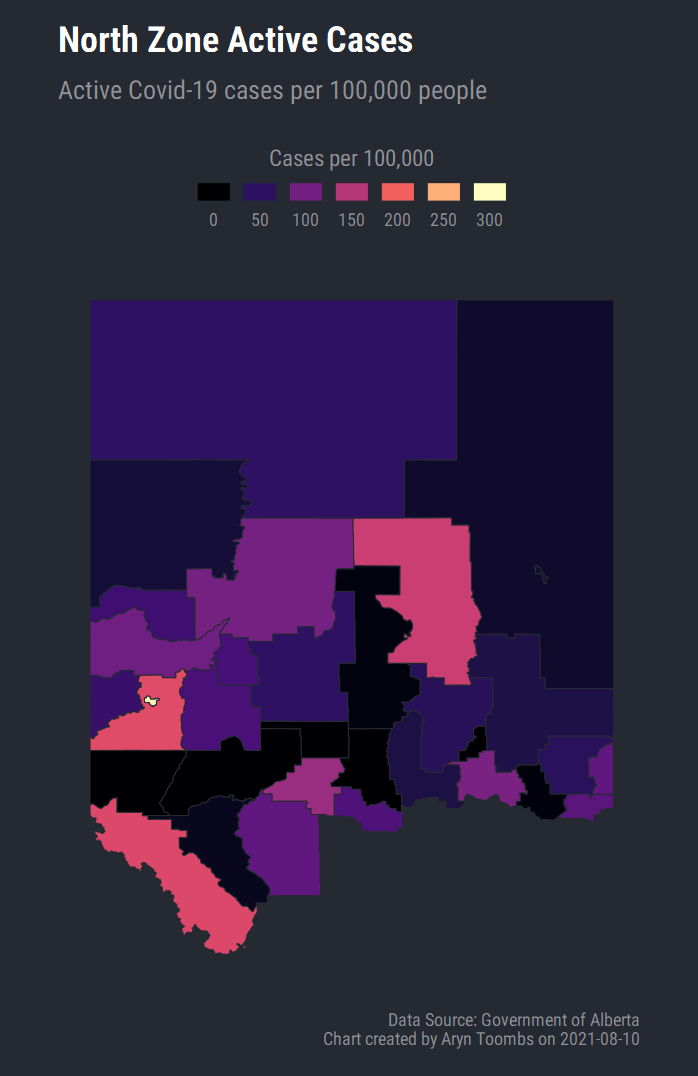 North Zone Active Cases
Active Covid-19 cases per 100,000 people
Cases per 100,000
0 50 100 150 200 250 300
Data Source: Government of Alberta
Chart created by Aryn Toombs on 2021-08-10